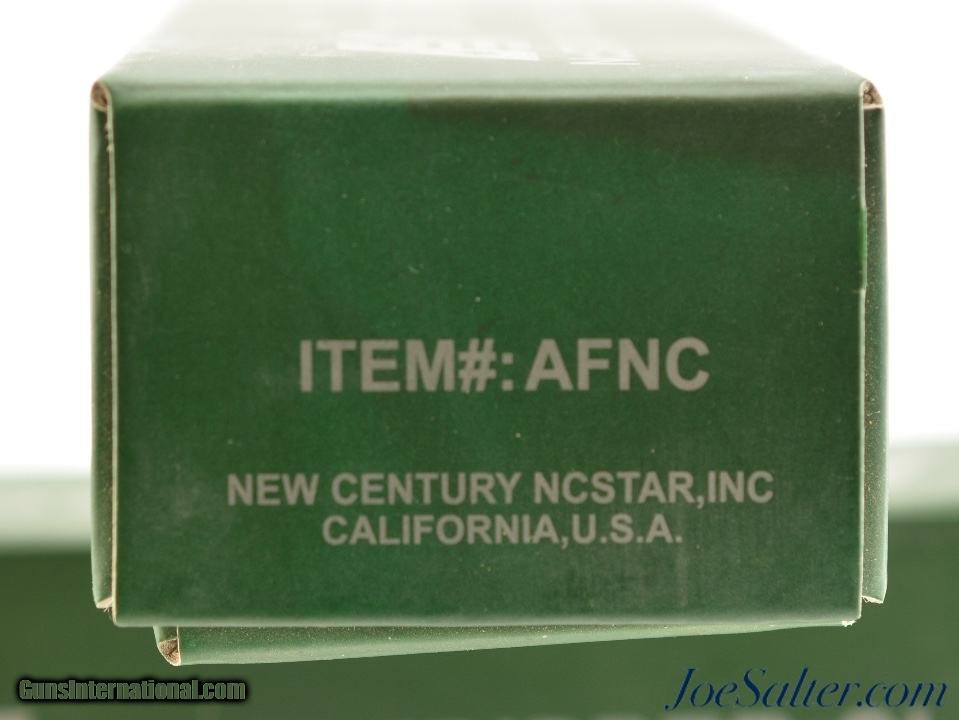 ITEM#: AFNC
NEW CENTURY NCSTAR,INC
CALIFORNIA,U.S.A.
GunsInternational.com
JoeSalter.com